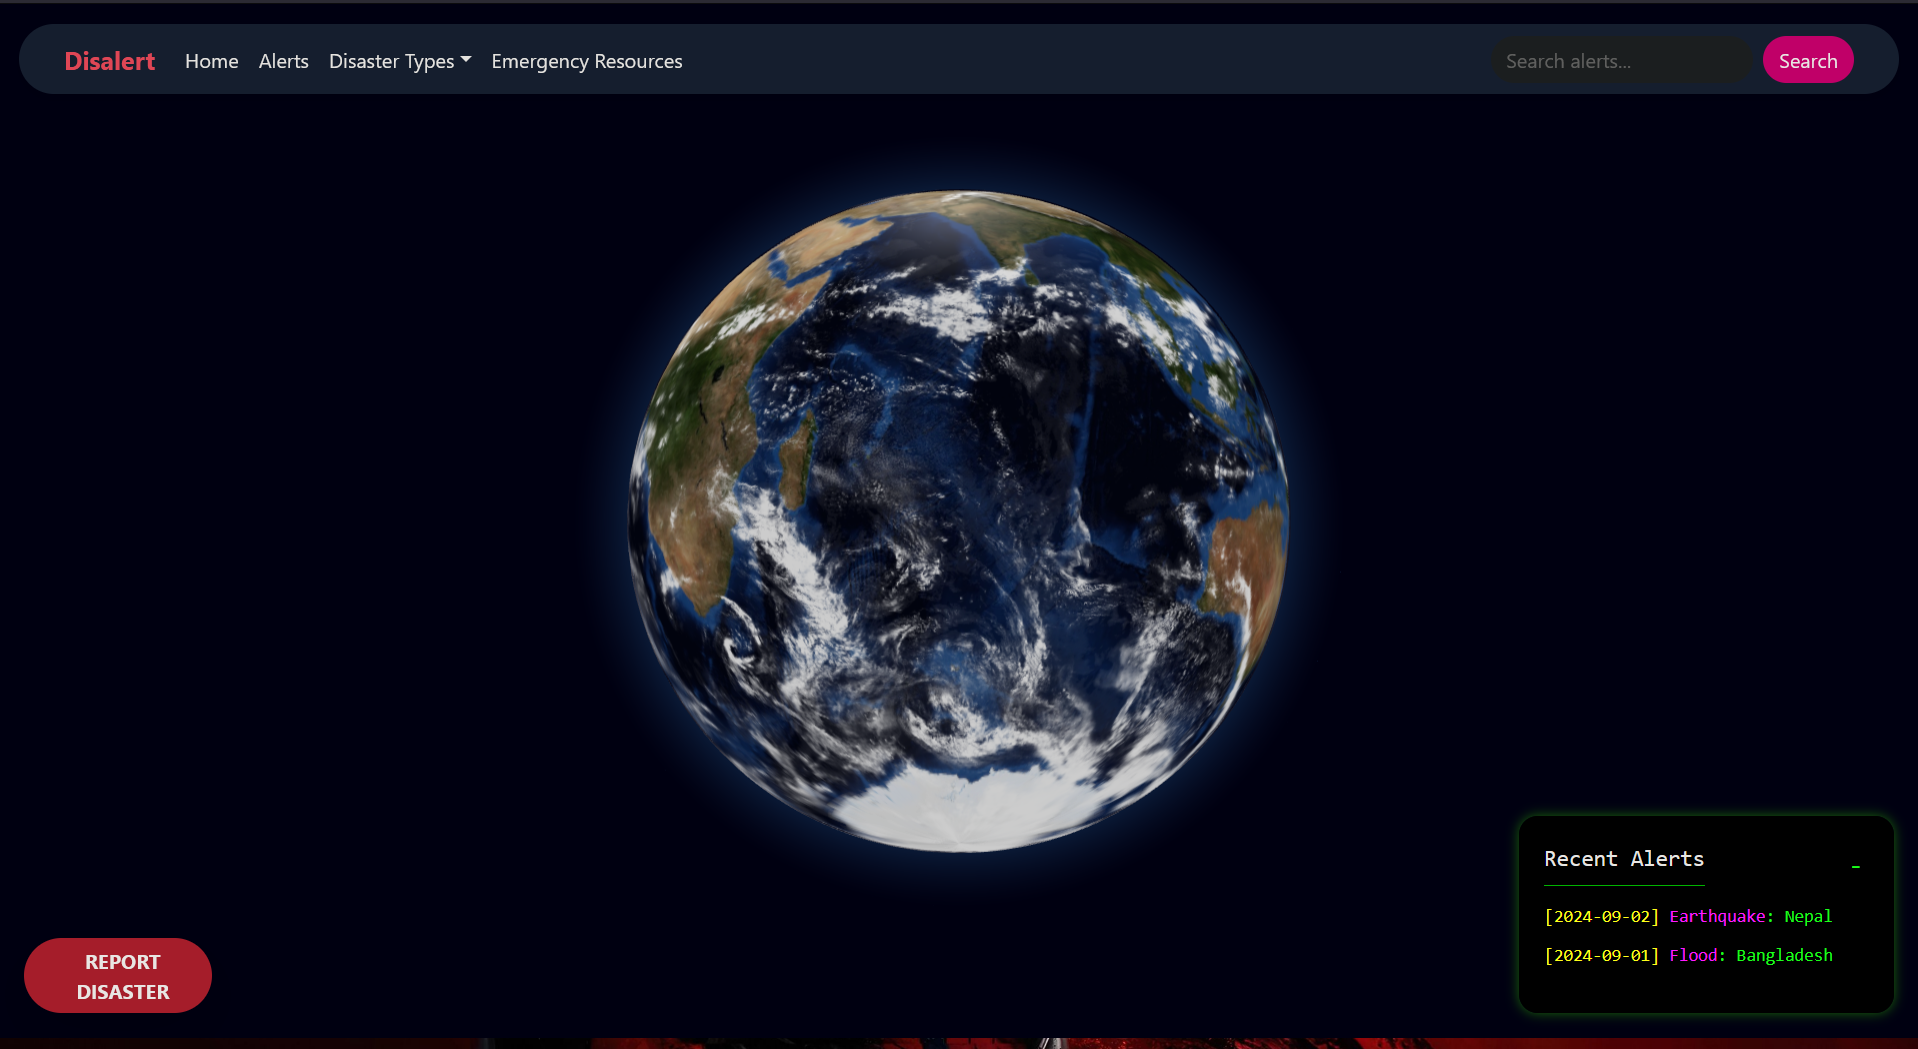 Disalert Home Alerts Disaster Types Emergency Resources Search alerts... Search
Recent Alerts -
[2024-09-02] Earthquake: Nepal
[2024-09-01] Flood: Bangladesh
REPORT
DISASTER